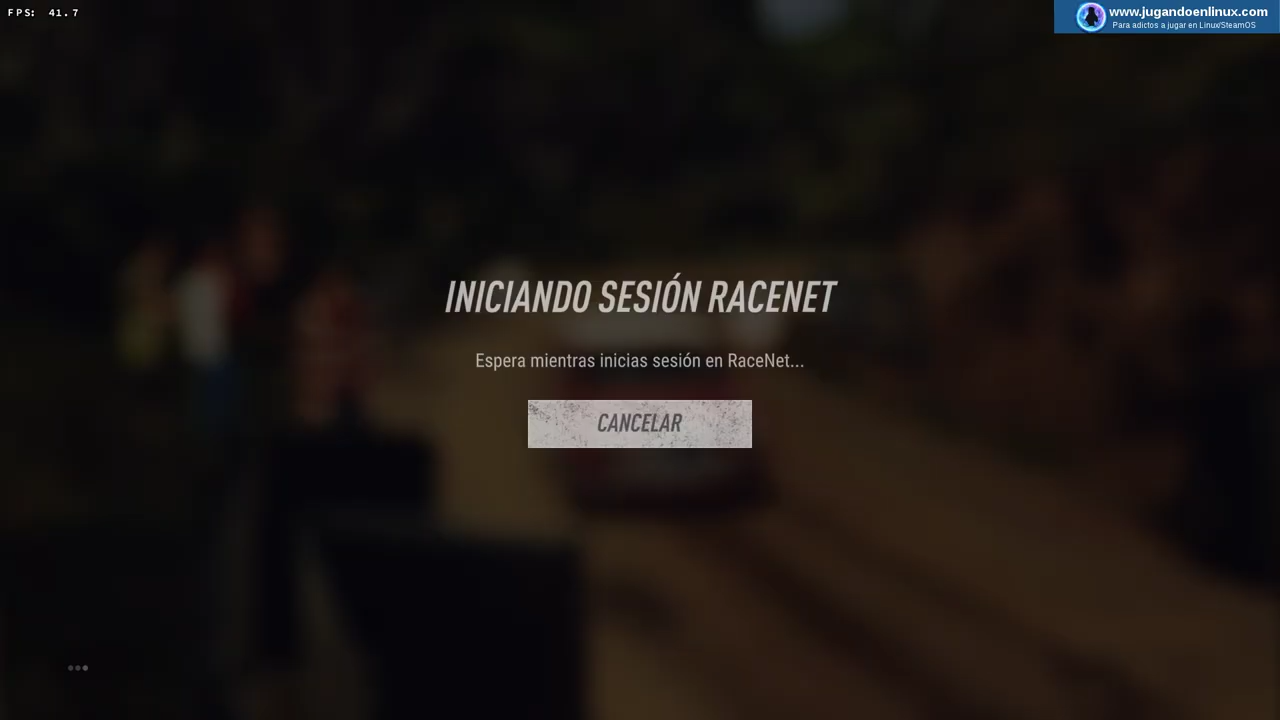 FPS: 41.7
www.jugandoenlinux.com
Para adictos a jugar en Linux/SteamOS
INICIANDO SESIÓN RACENET
Espera mientras inicias sesión en RaceNet...
CANCELAR